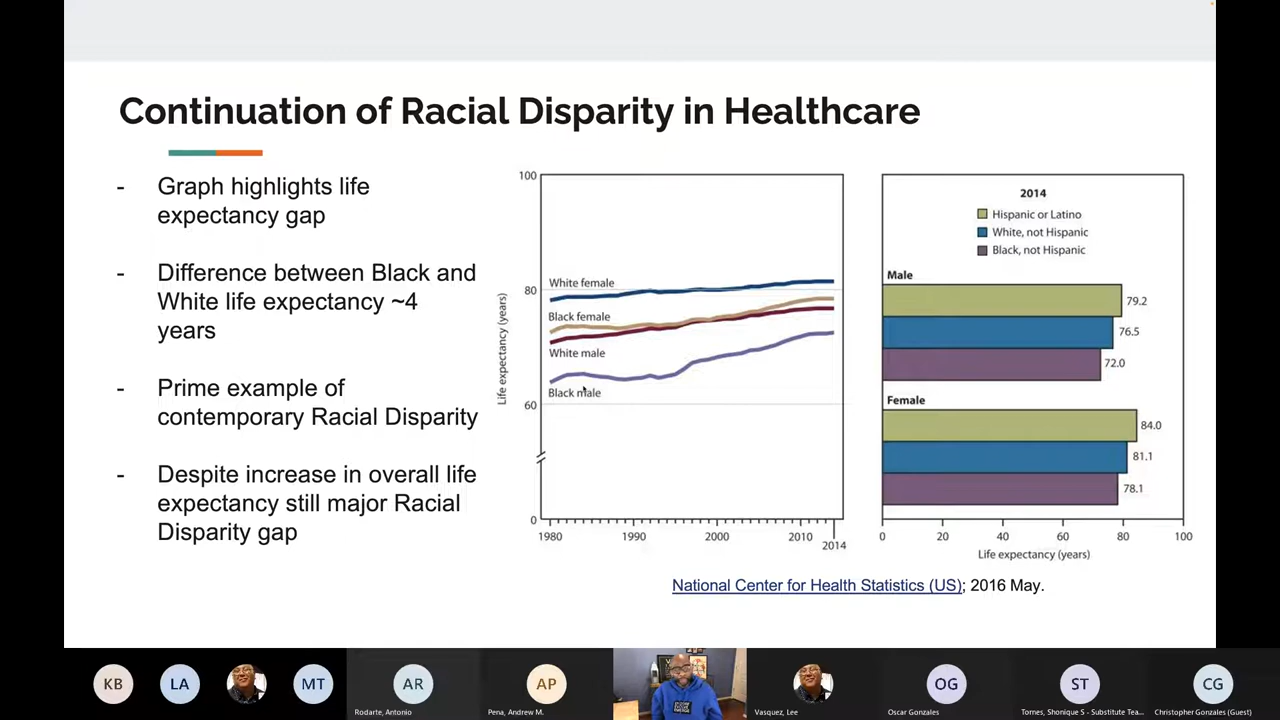 Continuation of Racial Disparity in Healthcare
- Graph highlights life
expectancy gap
- Difference between Black and
White life expectancy ~4
years
- Prime example of
contemporary Racial Disparity
- Despite increase in overall life
expectancy still major Racial
Disparity gap
100
80
60
0
Life expectancy (years)
White female
Black female
White male
Black male
1980
1990
2000
2010
2014
2014
Hispanic or Latino
White, not Hispanic
Black, not Hispanic
Male
79.2
76.5
72.0
Female
84.0
81.1
78.1
0
20
40
60
80
100
Life expectancy (years)
National Center for Health Statistics (US); 2016 May.
KB
LA
MT
AR
Rodarte, Antonio
AP
Pena, Andrew M.
Vasquez, Lee
OG
Oscar Gonzales
ST
Torres, Shonique S - Substitute Tea...
CG
Christopher Gonzales (Guest)